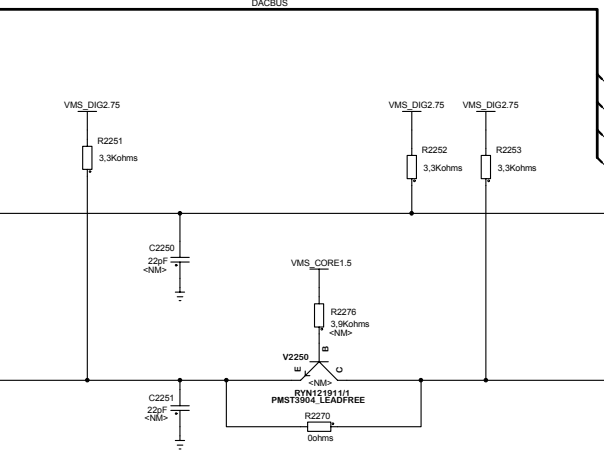 DACBUS
VMS_DIG2.75
VMS_DIG2.75
VMS_DIG2.75
R2251
3,3Kohms
R2252
3,3Kohms
R2253
3,3Kohms
C2250
22pF
<NM>
VMS_CORE1.5
R2276
3,9Kohms
<NM>
B
V2250
E
C
<NM>
RYN121911/1
PMST3904_LEADFREE
C2251
22pF
<NM>
R2270
0ohms